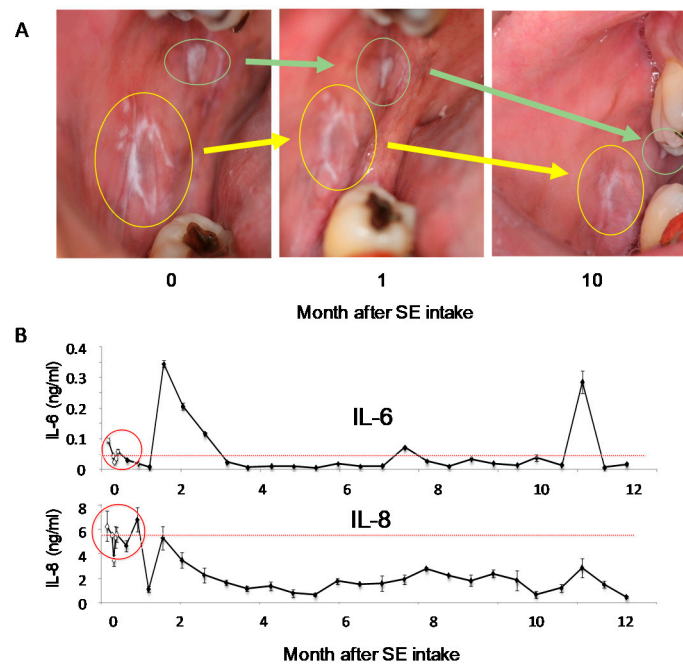 A
0
1
10
Month after SE intake
B
IL-6 (ng/ml)
0.4
0.3
0.2
0.1
0
IL-6
0 2 4 6 8 10 12
IL-8 (ng/ml)
8
6
4
2
0
IL-8
0 2 4 6 8 10 12
Month after SE intake